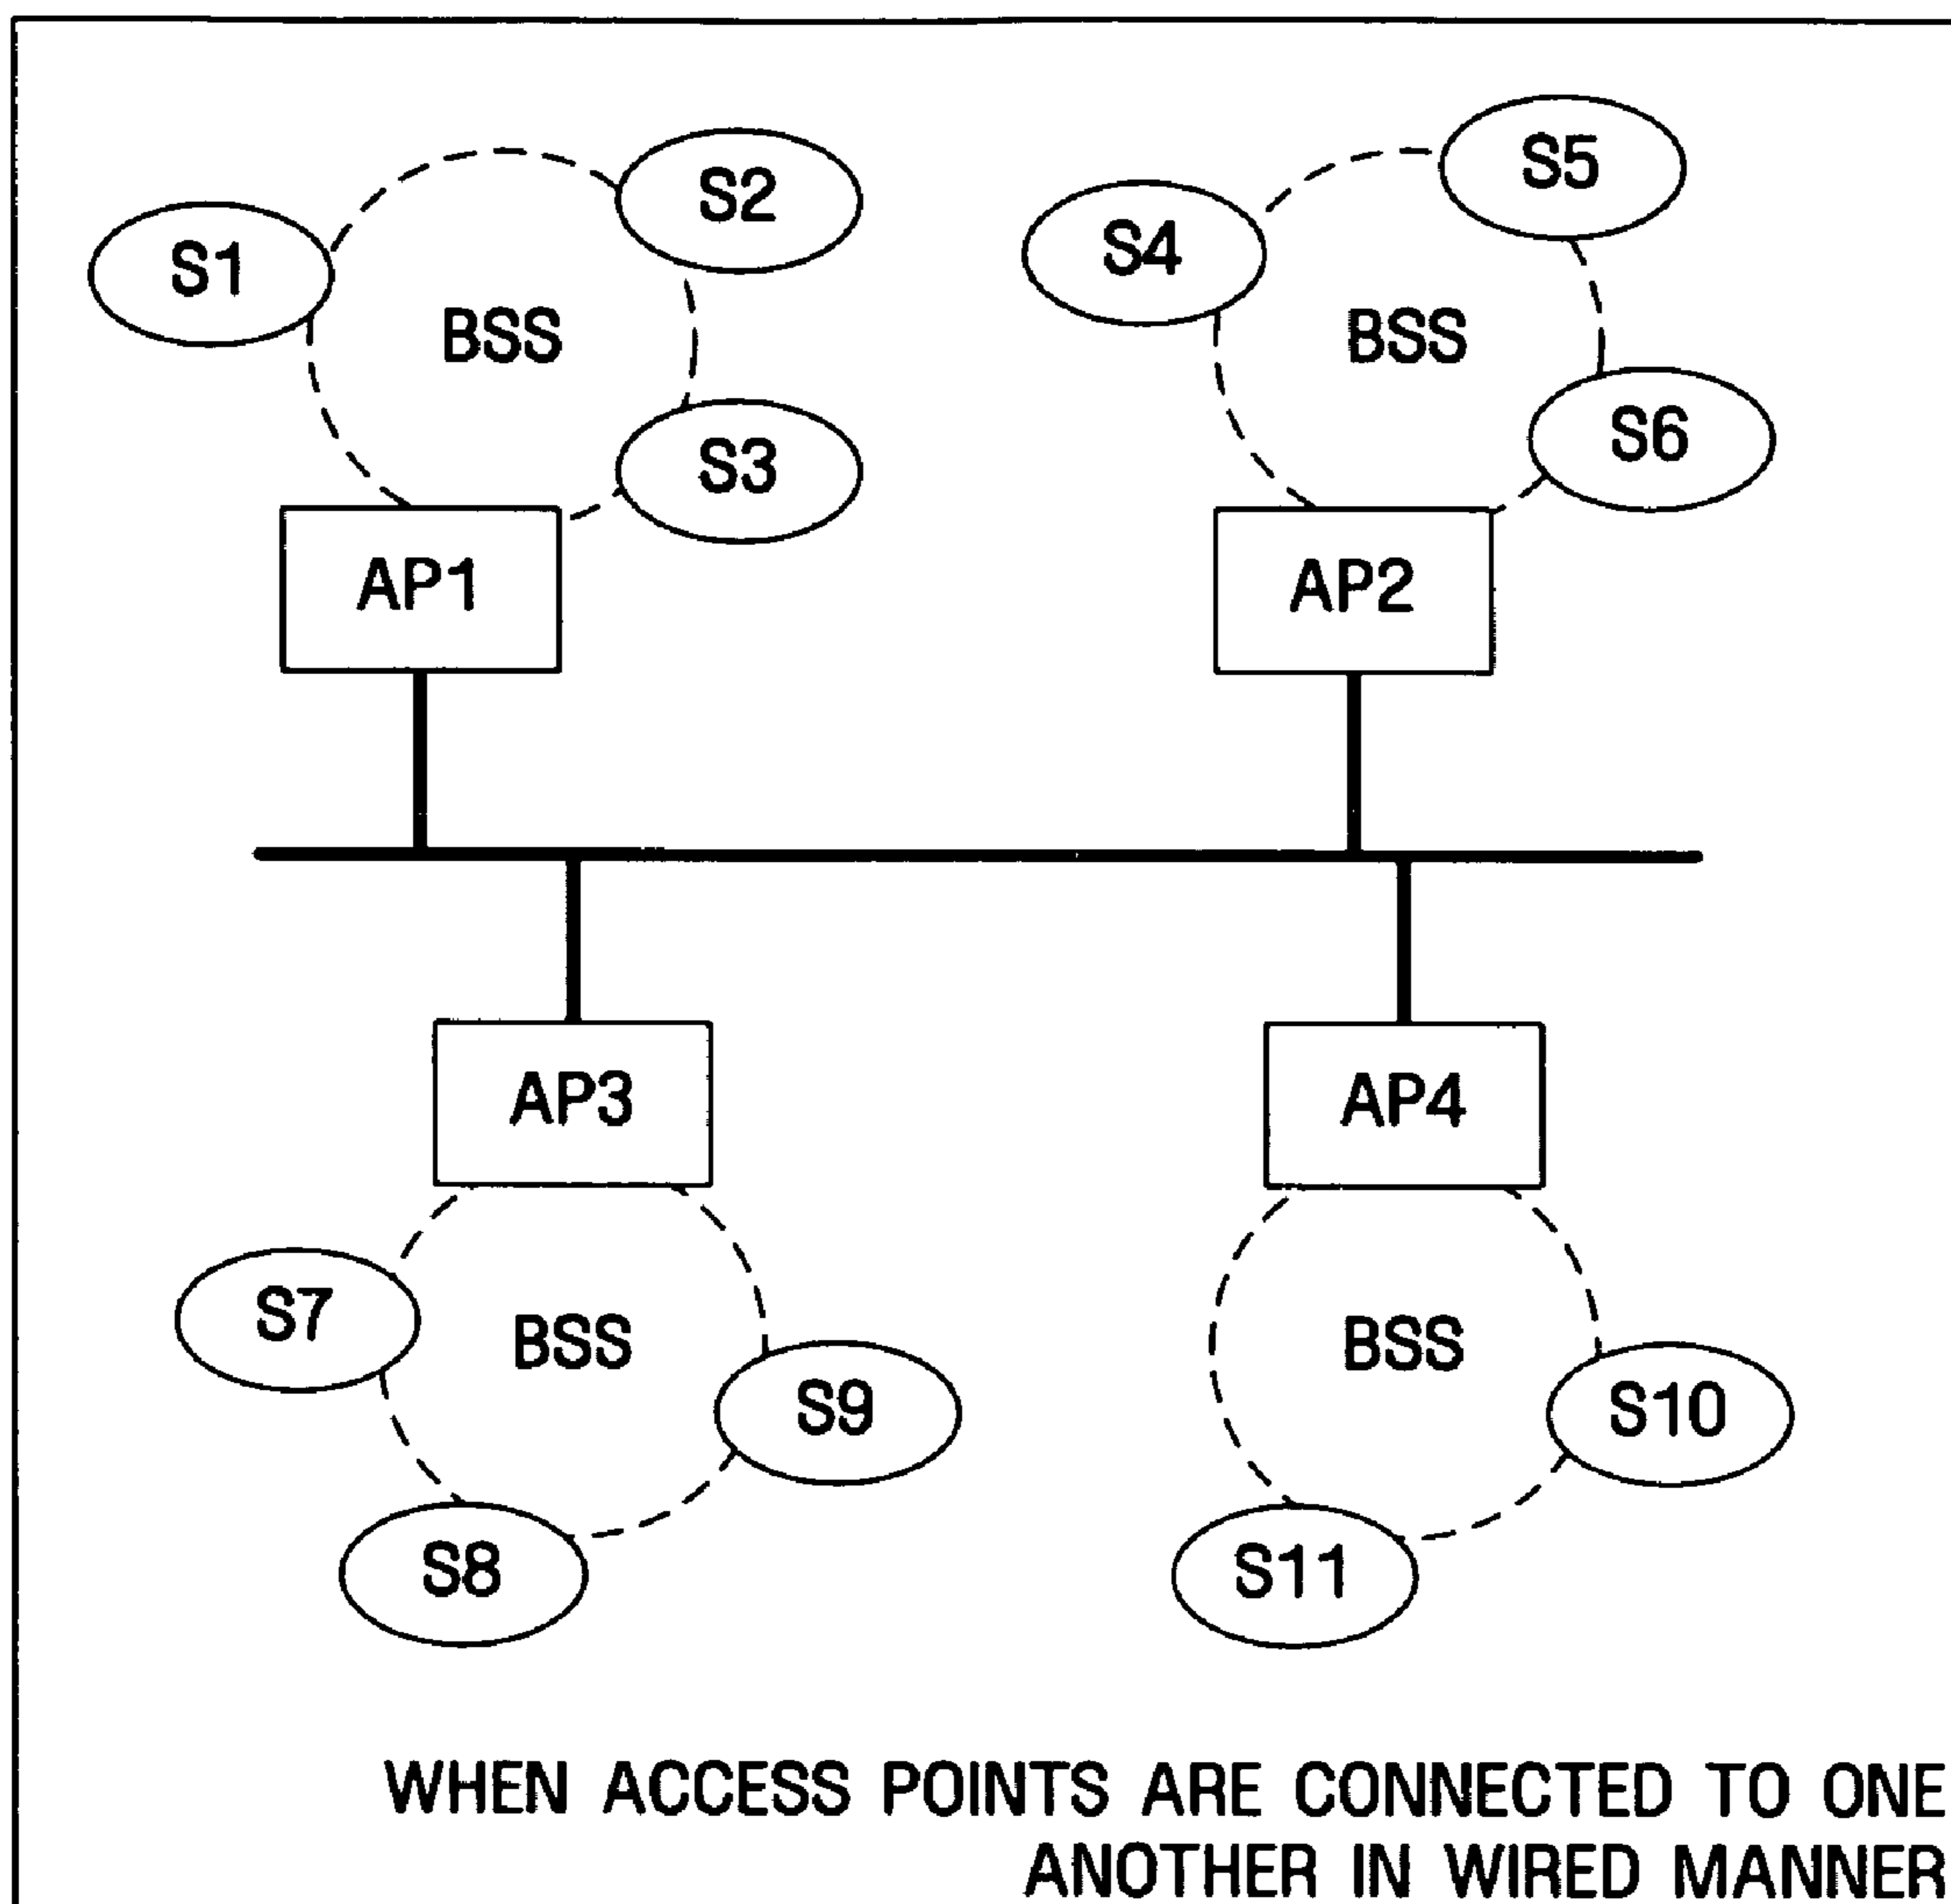 S1
S2
BSS
S3
AP1
S4
S5
BSS
S6
AP2
AP3
S7
BSS
S9
S8
AP4
BSS
S10
S11
WHEN ACCESS POINTS ARE CONNECTED TO ONE
ANOTHER IN WIRED MANNER